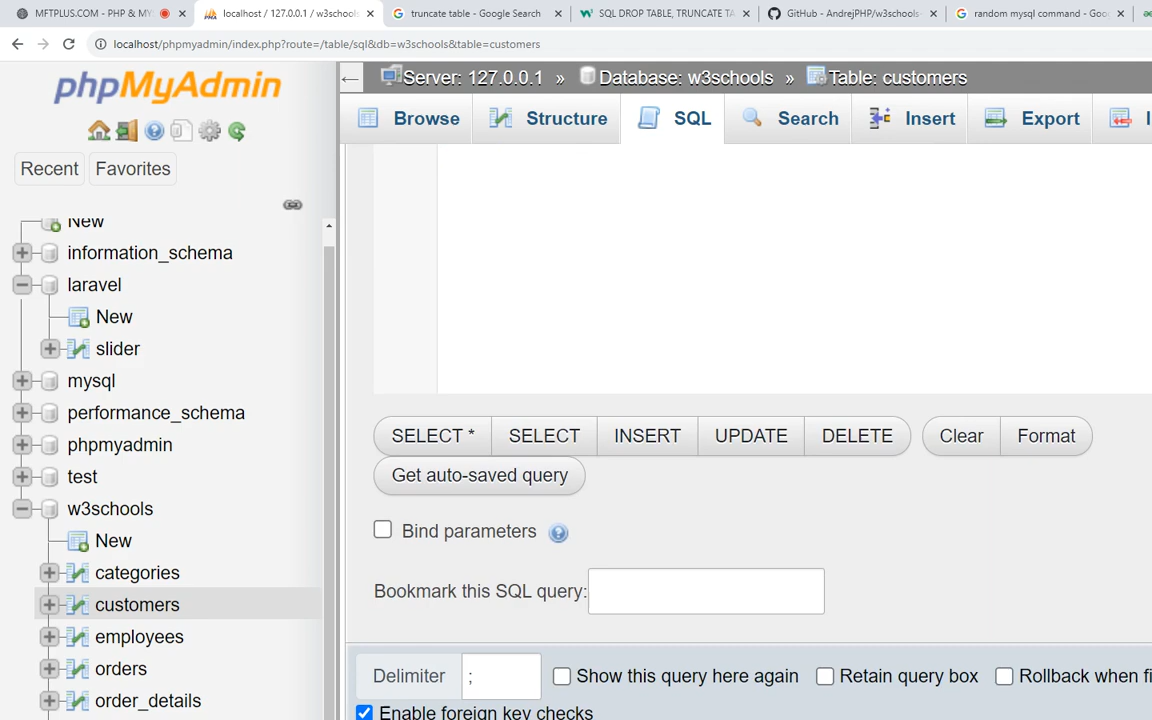 MFTPLUS.COM - PHP & MY
localhost / 127.0.0.1 / w3schools
truncate table - Google Search
SQL DROP TABLE, TRUNCATE TA
GitHub - AndrejPHP/w3schools-
random mysql command - Goo
localhost/phpmyadmin/index.php?route=/table/sql&db=w3schools&table=customers
phpMyAdmin
Recent
Favorites
New
information_schema
laravel
New
slider
mysql
performance_schema
phpmyadmin
test
w3schools
New
categories
customers
employees
orders
order_details
Server: 127.0.0.1 » Database: w3schools » Table: customers
Browse
Structure
SQL
Search
Insert
Export
SELECT *
SELECT
INSERT
UPDATE
DELETE
Clear
Format
Get auto-saved query
Bind parameters
Bookmark this SQL query:
Delimiter
;
Show this query here again
Retain query box
Rollback when fi
Enable foreign key checks